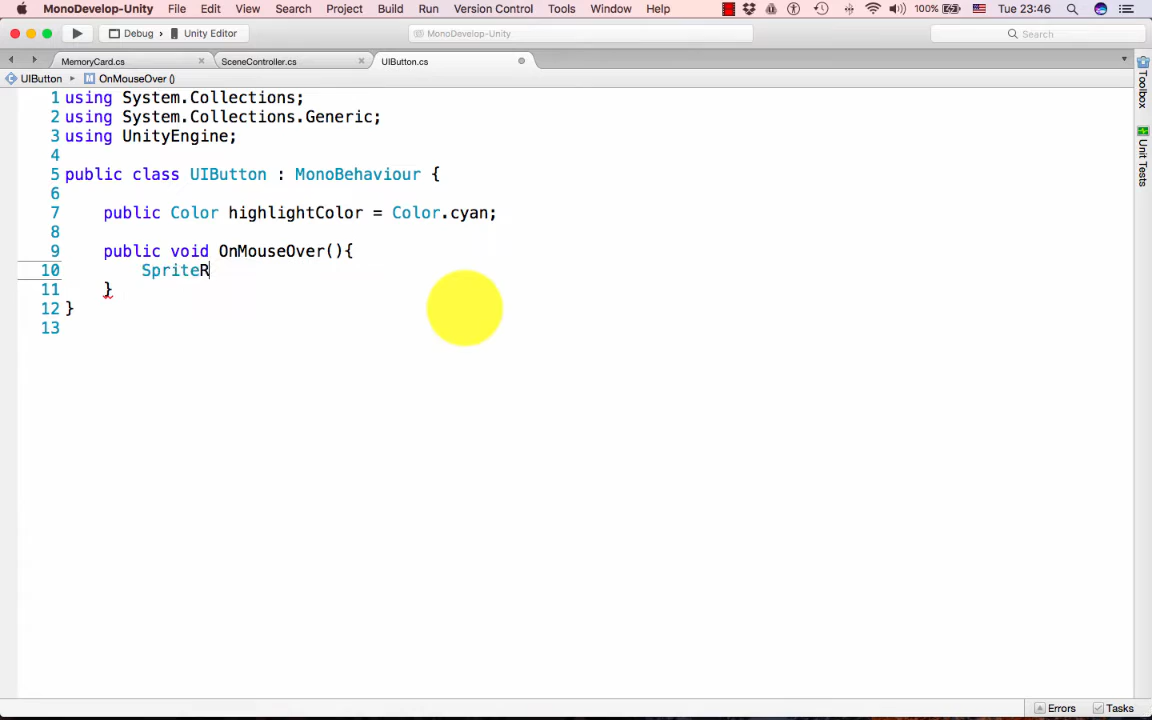 MonoDevelop-Unity File Edit View Search Project Build Run Version Control Tools Window Help 100% Tue 23:46
Debug › Unity Editor MonoDevelop-Unity Search
MemoryCard.cs × SceneController.cs × UIButton.cs
UIButton ▸ OnMouseOver ()
1 using System.Collections;
2 using System.Collections.Generic;
3 using UnityEngine;
4
5 public class UIButton : MonoBehaviour {
6
7 public Color highlightColor = Color.cyan;
8
9 public void OnMouseOver(){
10 SpriteR
11 }
12 }
13
Toolbox
Unit Tests
Errors Tasks